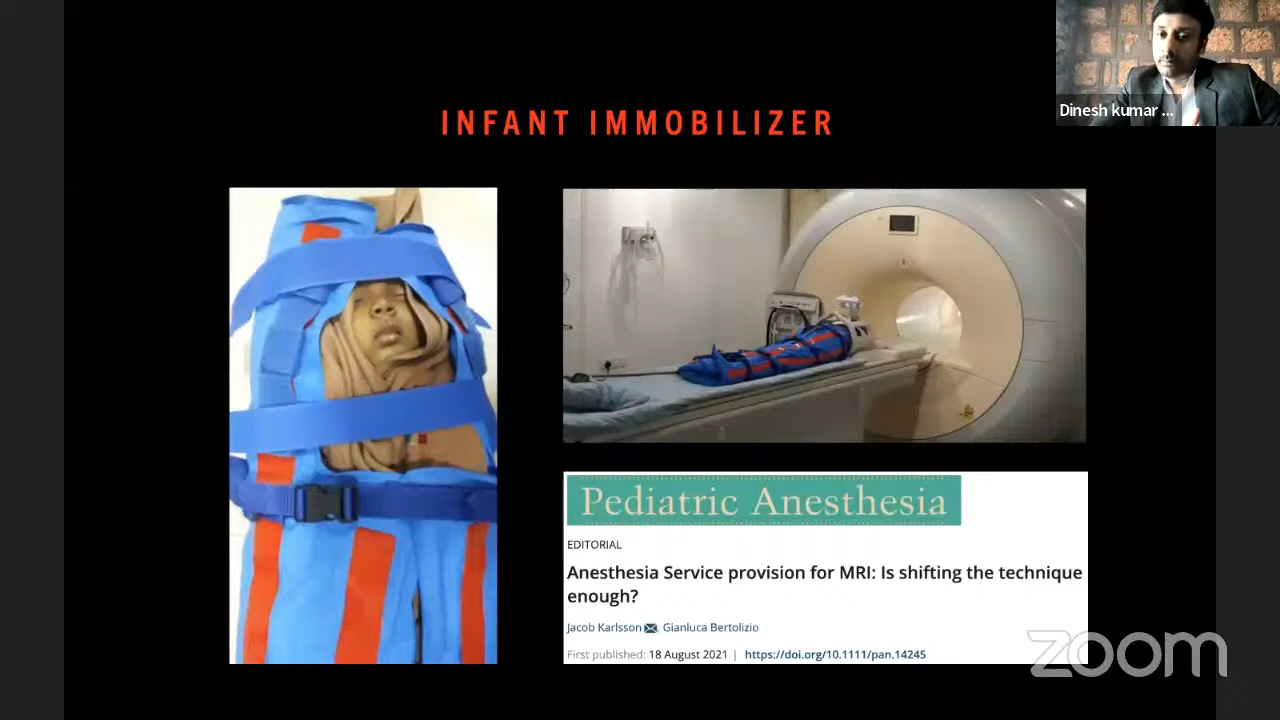 Dinesh kumar ...
INFANT IMMOBILIZER
Pediatric Anesthesia
EDITORIAL
Anesthesia Service provision for MRI: Is shifting the technique
enough?
Jacob Karlsson, Gianluca Bertolizio
First published: 18 August 2021 | https://doi.org/10.1111/pan.14245
zoom